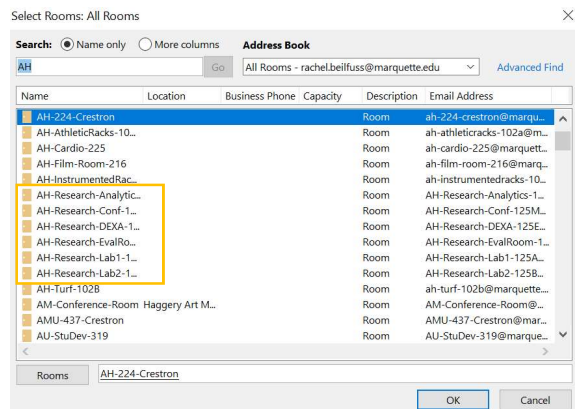 Select Rooms: All Rooms
Search: Name only More columns Address Book
AH Go All Rooms - rachel.beilfuss@marquette.edu Advanced Find
Name Location Business Phone Capacity Description Email Address
AH-224-Crestron Room ah-224-crestron@marqu...
AH-AthleticRacks-10... Room ah-athleticracks-102a@m...
AH-Cardio-225 Room ah-cardio-225@marquett...
AH-Film-Room-216 Room ah-film-room-216@marq...
AH-InstrumentedRac... Room ah-instrumentedracks-10...
AH-Research-Analytic... Room AH-Research-Analytics-1...
AH-Research-Conf-1... Room AH-Research-Conf-125M...
AH-Research-DEXA-1... Room AH-Research-DEXA-125E...
AH-Research-EvalRo... Room AH-Research-EvalRoom-1...
AH-Research-Lab1-1... Room AH-Research-Lab1-125A...
AH-Research-Lab2-1... Room AH-Research-Lab2-125B...
AH-Turf-102B Room ah-turf-102b@marquette....
AM-Conference-Room Haggery Art M... Room AM-Conference-Room@...
AMU-437-Crestron Room AMU-437-Crestron@mar...
AU-StuDev-319 Room AU-StuDev-319@marque...
Rooms AH-224-Crestron
OK Cancel